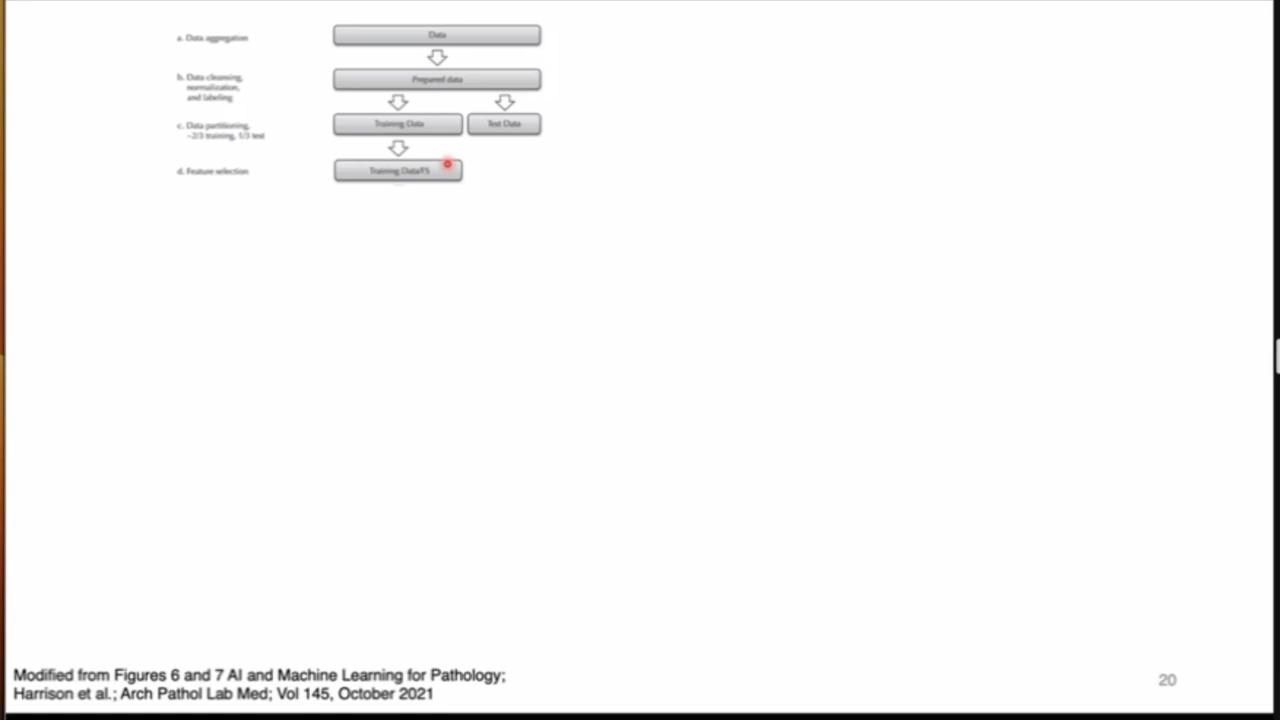 a. Data aggregation
Data
b. Data cleansing,
normalization,
and labeling
Prepared data
c. Data partitioning,
~2/3 training, 1/3 test
Training Data
Test Data
d. Feature selection
Training Data/FS
Modified from Figures 6 and 7 AI and Machine Learning for Pathology;
Harrison et al.; Arch Pathol Lab Med; Vol 145, October 2021
20